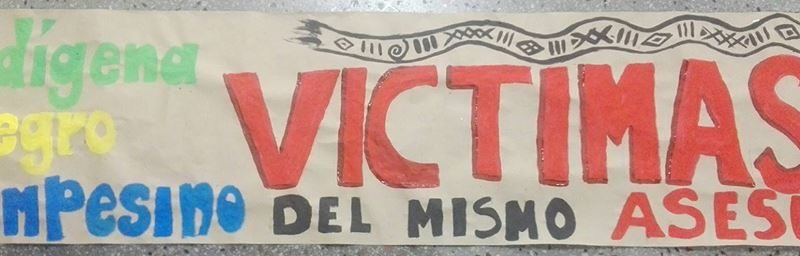 dígena
egro
mpesino
VICTIMAS
DEL MISMO ASES